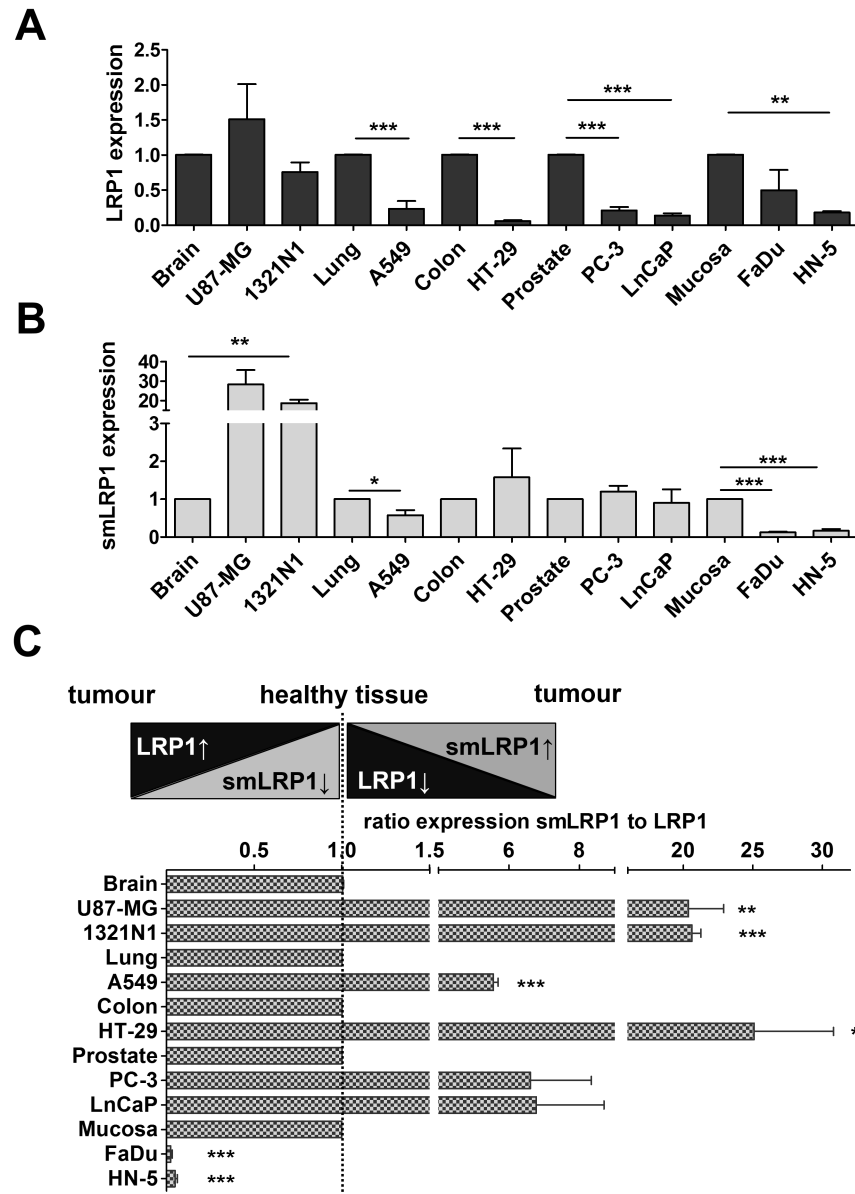 A
LRP1 expression
2.5
2.0
1.5
1.0
0.5
0.0
*** *** *** *** **
Brain U87-MG 1321N1 Lung A549 Colon HT-29 Prostate PC-3 LnCaP Mucosa FaDu HN-5
B
smLRP1 expression
40
30
20
3
2
1
0
** * *** ***
Brain U87-MG 1321N1 Lung A549 Colon HT-29 Prostate PC-3 LnCaP Mucosa FaDu HN-5
C
tumour healthy tissue tumour
LRP1↑ smLRP1↑
smLRP1↓ LRP1↓
ratio expression smLRP1 to LRP1
0.5 1.0 1.5 6 8 20 25 30
Brain
U87-MG **
1321N1 ***
Lung
A549 ***
Colon
HT-29 *
Prostate
PC-3
LnCaP
Mucosa
FaDu ***
HN-5 ***